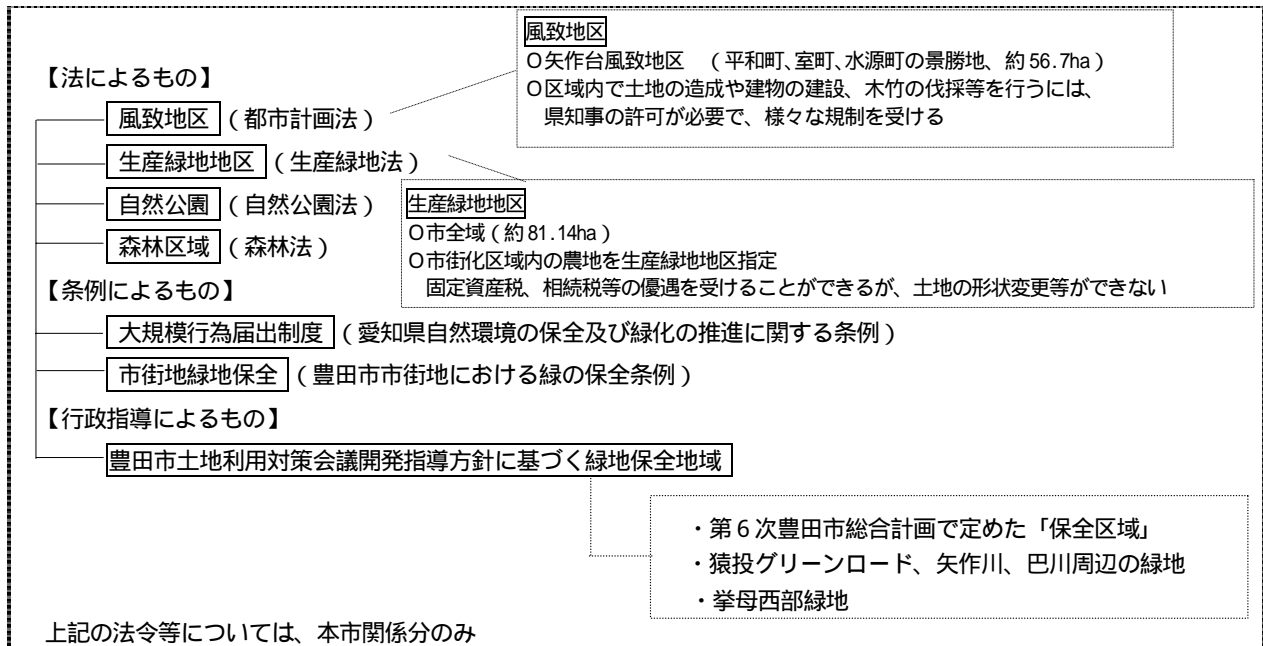 風致地区
○矢作台風致地区 (平和町、室町、水源町の景勝地、約56.7ha)
○区域内で土地の造成や建物の建設、木竹の伐採等を行うには、
県知事の許可が必要で、様々な規制を受ける
【法によるもの】
風致地区(都市計画法)
生産緑地地区(生産緑地法)
自然公園(自然公園法)
森林区域(森林法)
生産緑地地区
○市全域(約81.14ha)
○市街化区域内の農地を生産緑地地区指定
固定資産税、相続税等の優遇を受けることができるが、土地の形状変更等ができない
【条例によるもの】
大規模行為届出制度(愛知県自然環境の保全及び緑化の推進に関する条例)
市街地緑地保全(豊田市市街地における緑の保全条例)
【行政指導によるもの】
豊田市土地利用対策会議開発指導方針に基づく緑地保全地域
・第6次豊田市総合計画で定めた「保全区域」
・猿投グリーンロード、矢作川、巴川周辺の緑地
・挙母西部緑地
上記の法令等については、本市関係分のみ